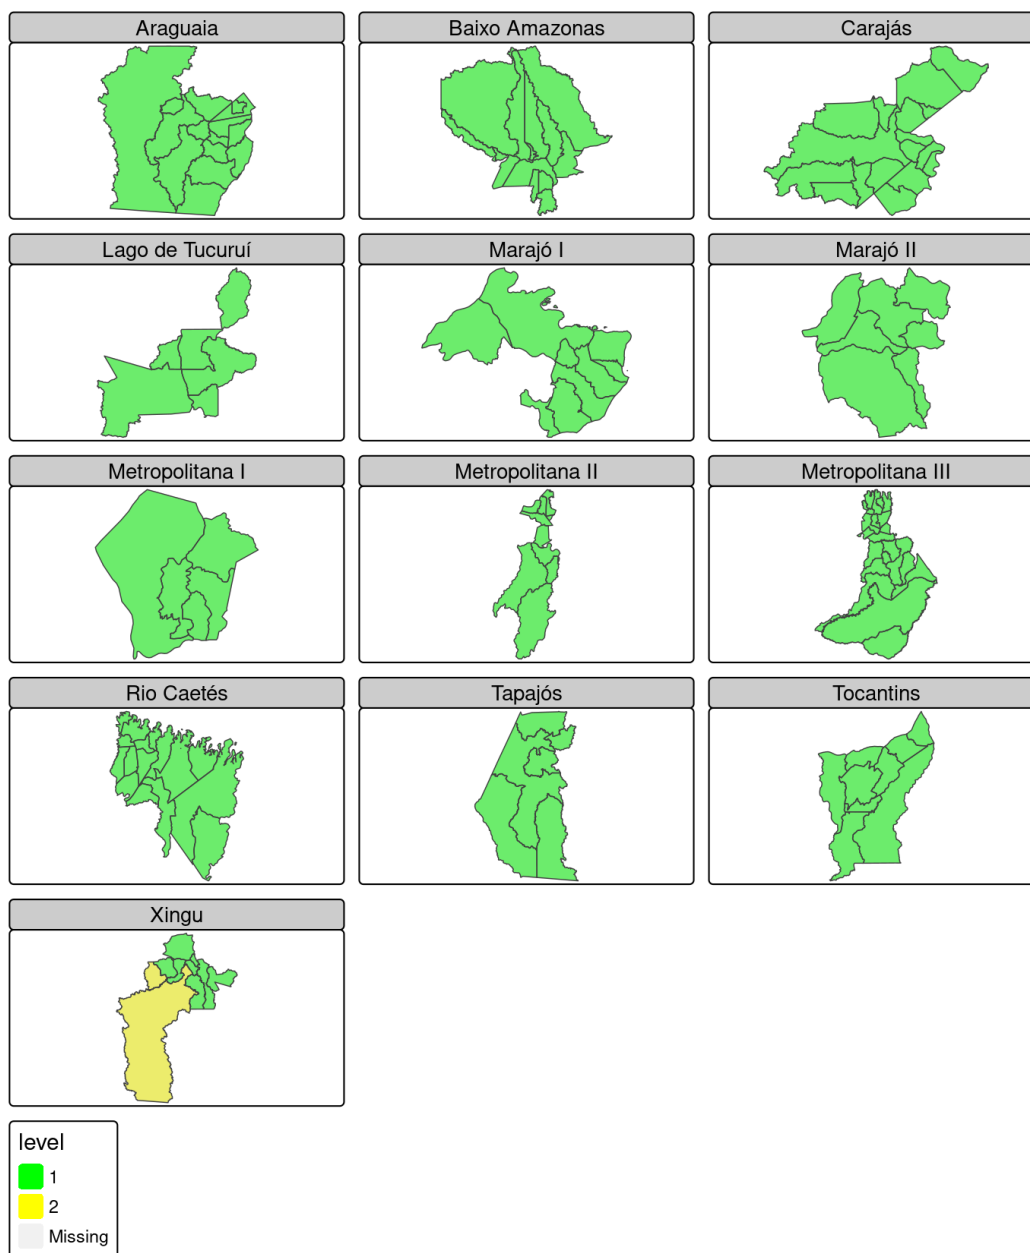 Araguaia
Baixo Amazonas
Carajás
Lago de Tucuruí
Marajó I
Marajó II
Metropolitana I
Metropolitana II
Metropolitana III
Rio Caetés
Tapajós
Tocantins
Xingu
level
1
2
Missing